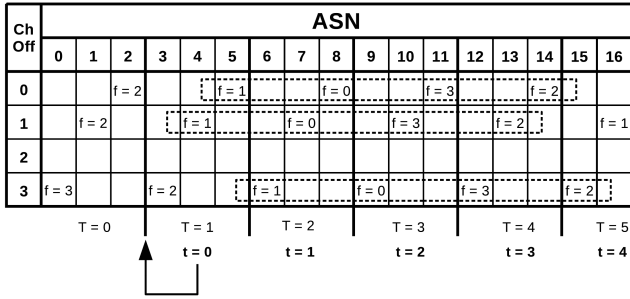 Ch Off ASN
0 1 2 3 4 5 6 7 8 9 10 11 12 13 14 15 16
0 f = 2 f = 1 f = 0 f = 3 f = 2
1 f = 2 f = 1 f = 0 f = 3 f = 2 f = 1
2
3 f = 3 f = 2 f = 1 f = 0 f = 3 f = 2
T = 0 T = 1 T = 2 T = 3 T = 4 T = 5
t = 0 t = 1 t = 2 t = 3 t = 4